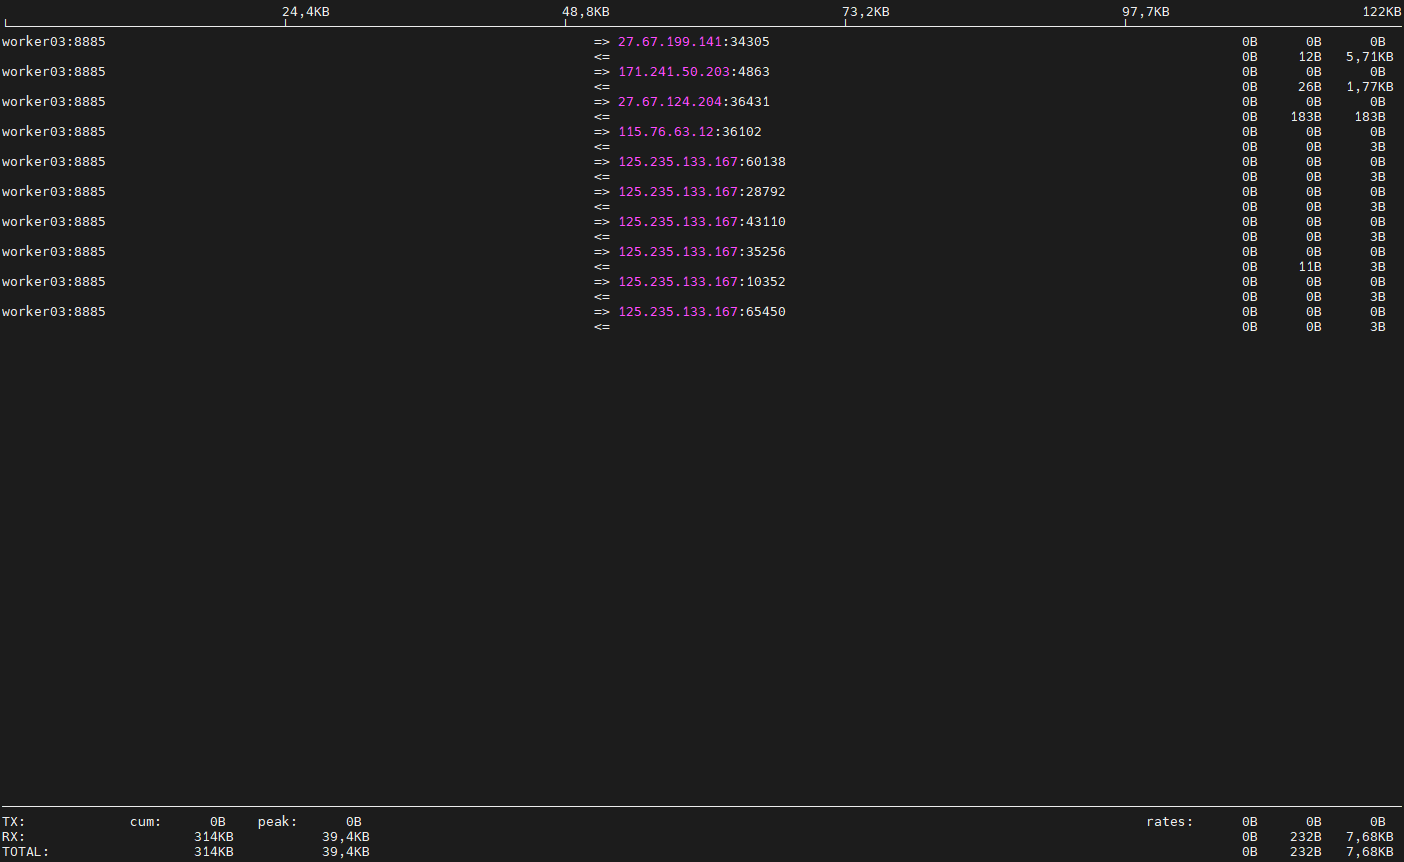 24,4KB 48,8KB 73,2KB 97,7KB 122KB
worker03:8885 => 27.67.199.141:34305 0B 0B 0B
<= 0B 12B 5,71KB
worker03:8885 => 171.241.50.203:4863 0B 0B 0B
<= 0B 26B 1,77KB
worker03:8885 => 27.67.124.204:36431 0B 0B 0B
<= 0B 183B 183B
worker03:8885 => 115.76.63.12:36102 0B 0B 0B
<= 0B 0B 3B
worker03:8885 => 125.235.133.167:60138 0B 0B 0B
<= 0B 0B 3B
worker03:8885 => 125.235.133.167:28792 0B 0B 0B
<= 0B 0B 3B
worker03:8885 => 125.235.133.167:43110 0B 0B 0B
<= 0B 0B 3B
worker03:8885 => 125.235.133.167:35256 0B 0B 0B
<= 0B 11B 3B
worker03:8885 => 125.235.133.167:10352 0B 0B 0B
<= 0B 0B 3B
worker03:8885 => 125.235.133.167:65450 0B 0B 0B
<= 0B 0B 3B
TX: cum: 0B peak: 0B rates: 0B 0B 0B
RX: 314KB 39,4KB 0B 232B 7,68KB
TOTAL: 314KB 39,4KB 0B 232B 7,68KB